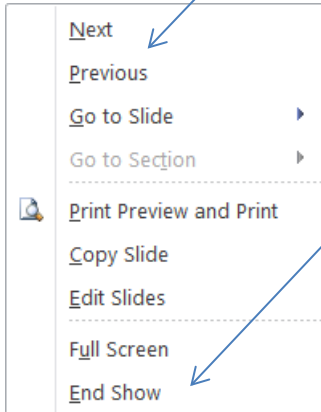 Next
Previous
Go to Slide
Go to Section
Print Preview and Print
Copy Slide
Edit Slides
Full Screen
End Show